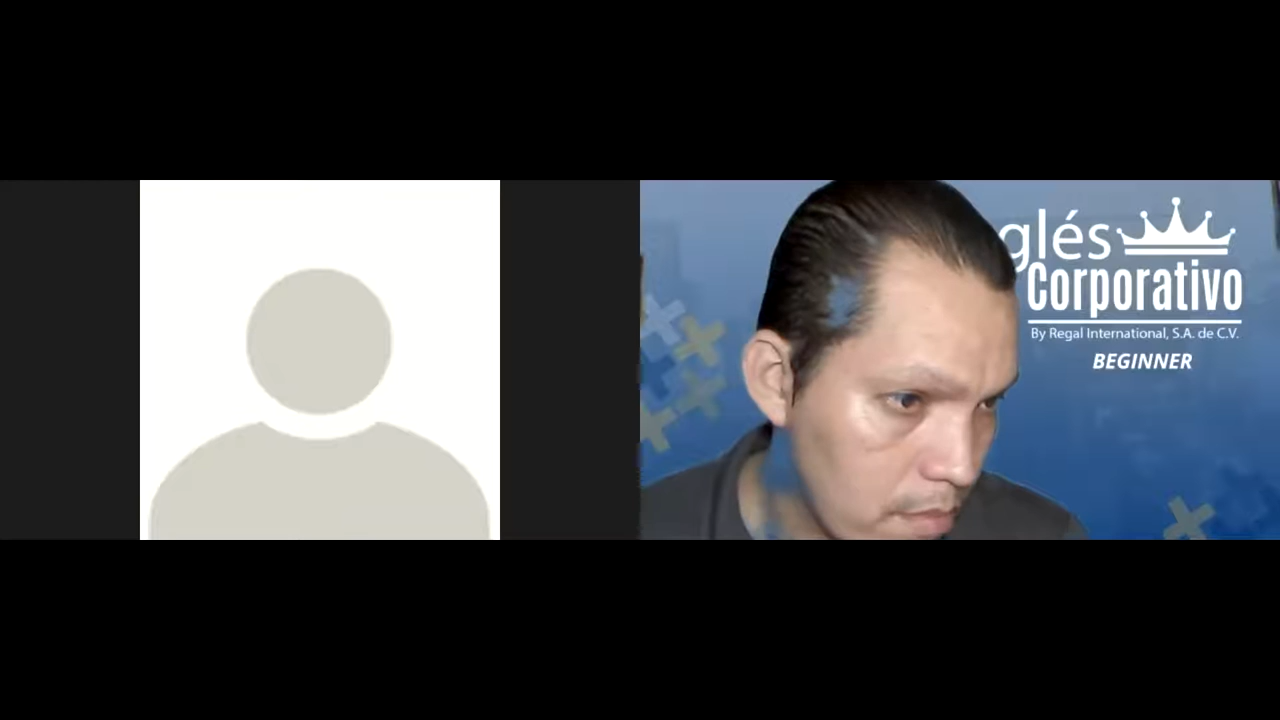 glés
Corporativo
By Regal International, S.A. de C.V.
BEGINNER